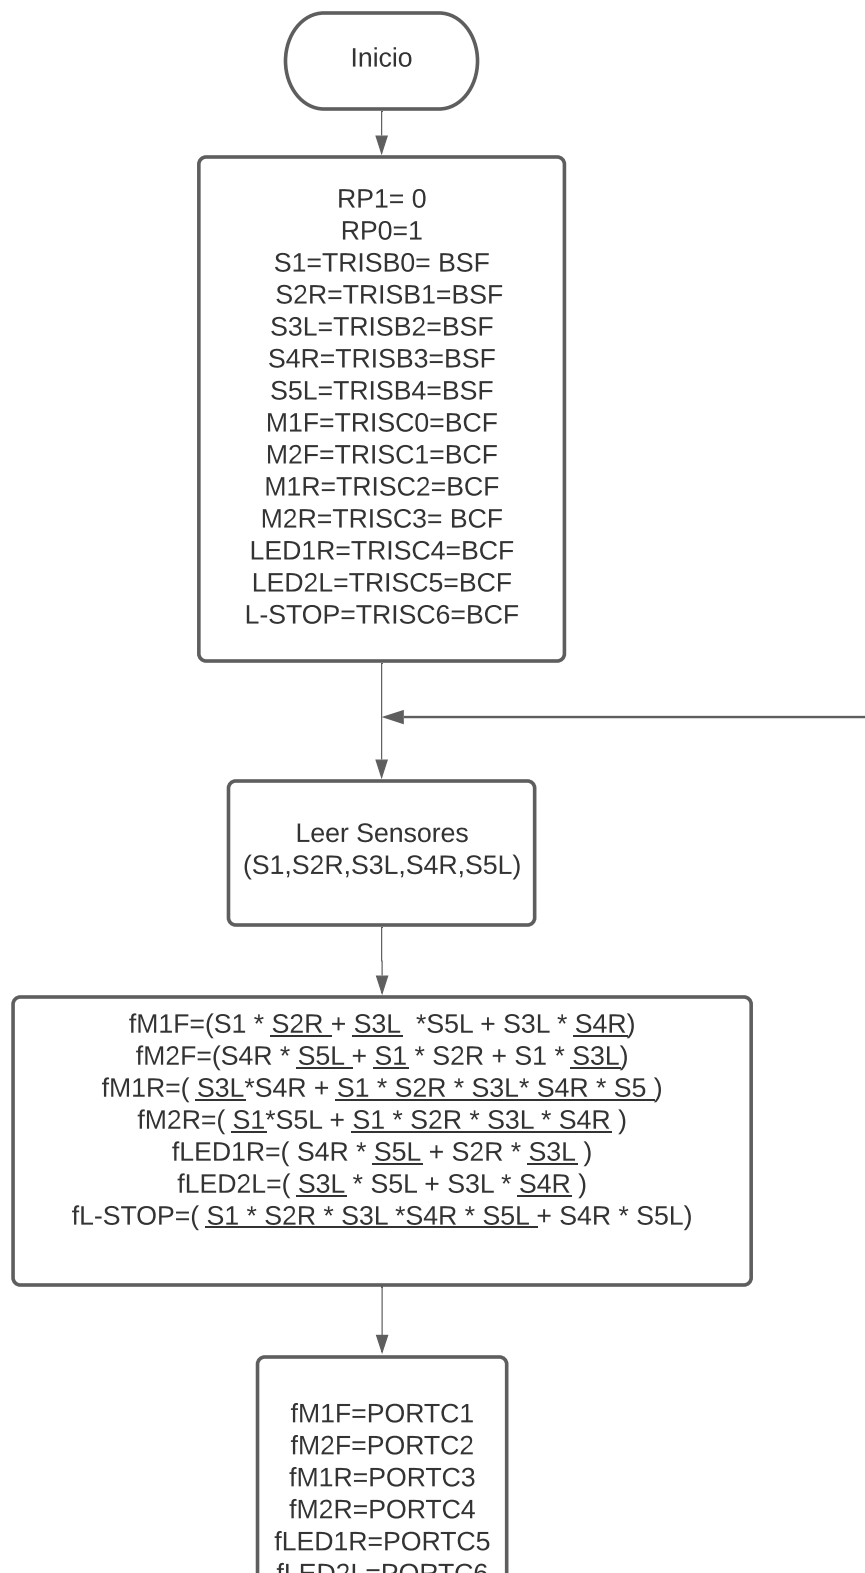 Inicio
RP1= 0
RP0=1
S1=TRISB0= BSF
S2R=TRISB1=BSF
S3L=TRISB2=BSF
S4R=TRISB3=BSF
S5L=TRISB4=BSF
M1F=TRISC0=BCF
M2F=TRISC1=BCF
M1R=TRISC2=BCF
M2R=TRISC3= BCF
LED1R=TRISC4=BCF
LED2L=TRISC5=BCF
L-STOP=TRISC6=BCF
Leer Sensores
(S1,S2R,S3L,S4R,S5L)
fM1F=(S1 * S2R + S3L *S5L + S3L * S4R)
fM2F=(S4R * S5L + S1 * S2R + S1 * S3L)
fM1R=( S3L*S4R + S1 * S2R * S3L* S4R * S5 )
fM2R=( S1*S5L + S1 * S2R * S3L * S4R )
fLED1R=( S4R * S5L + S2R * S3L )
fLED2L=( S3L * S5L + S3L * S4R )
fL-STOP=( S1 * S2R * S3L *S4R * S5L + S4R * S5L)
fM1F=PORTC1
fM2F=PORTC2
fM1R=PORTC3
fM2R=PORTC4
fLED1R=PORTC5
fLED2L=PORTC6